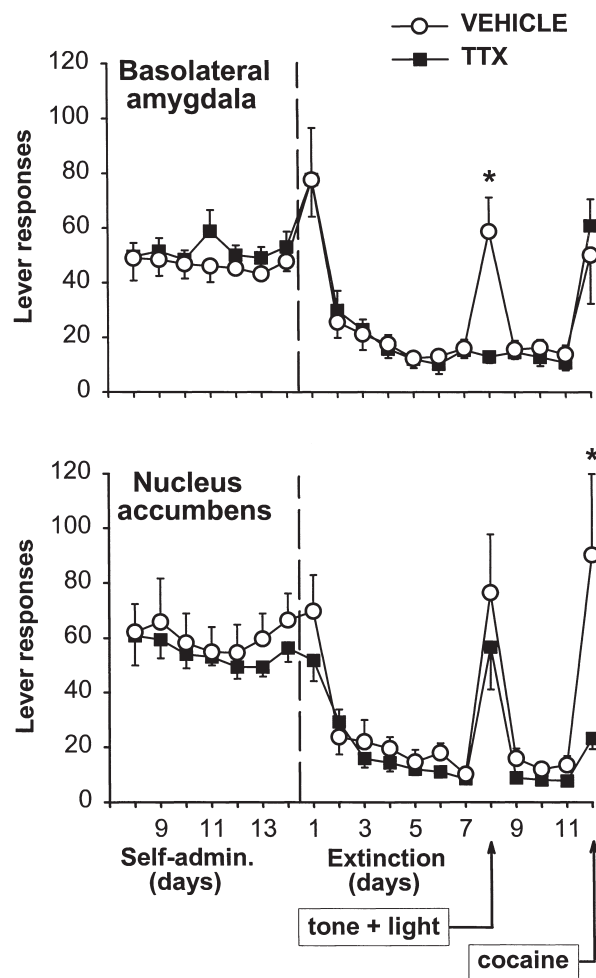 VEHICLE
TTX
Basolateral
amygdala
Lever responses
120
100
80
60
40
20
0
*
Nucleus
accumbens
Lever responses
120
100
80
60
40
20
0
*
9 11 13 1 3 5 7 9 11
Self-admin.
(days)
Extinction
(days)
tone + light
cocaine